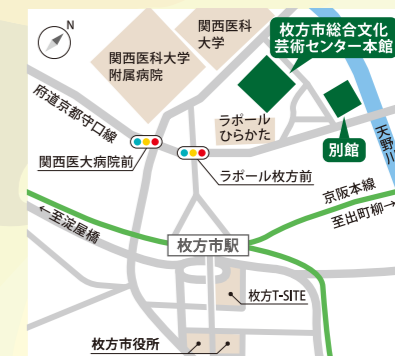 N
関西医科
大学
関西医科大学
附属病院
枚方市総合文化
芸術センター本館
府道京都守口線
ラポール
ひらかた
別館
天野川
関西医大病院前
ラポール枚方前
京阪本線
←至淀屋橋
至出町柳→
枚方市駅
枚方T-SITE
枚方市役所